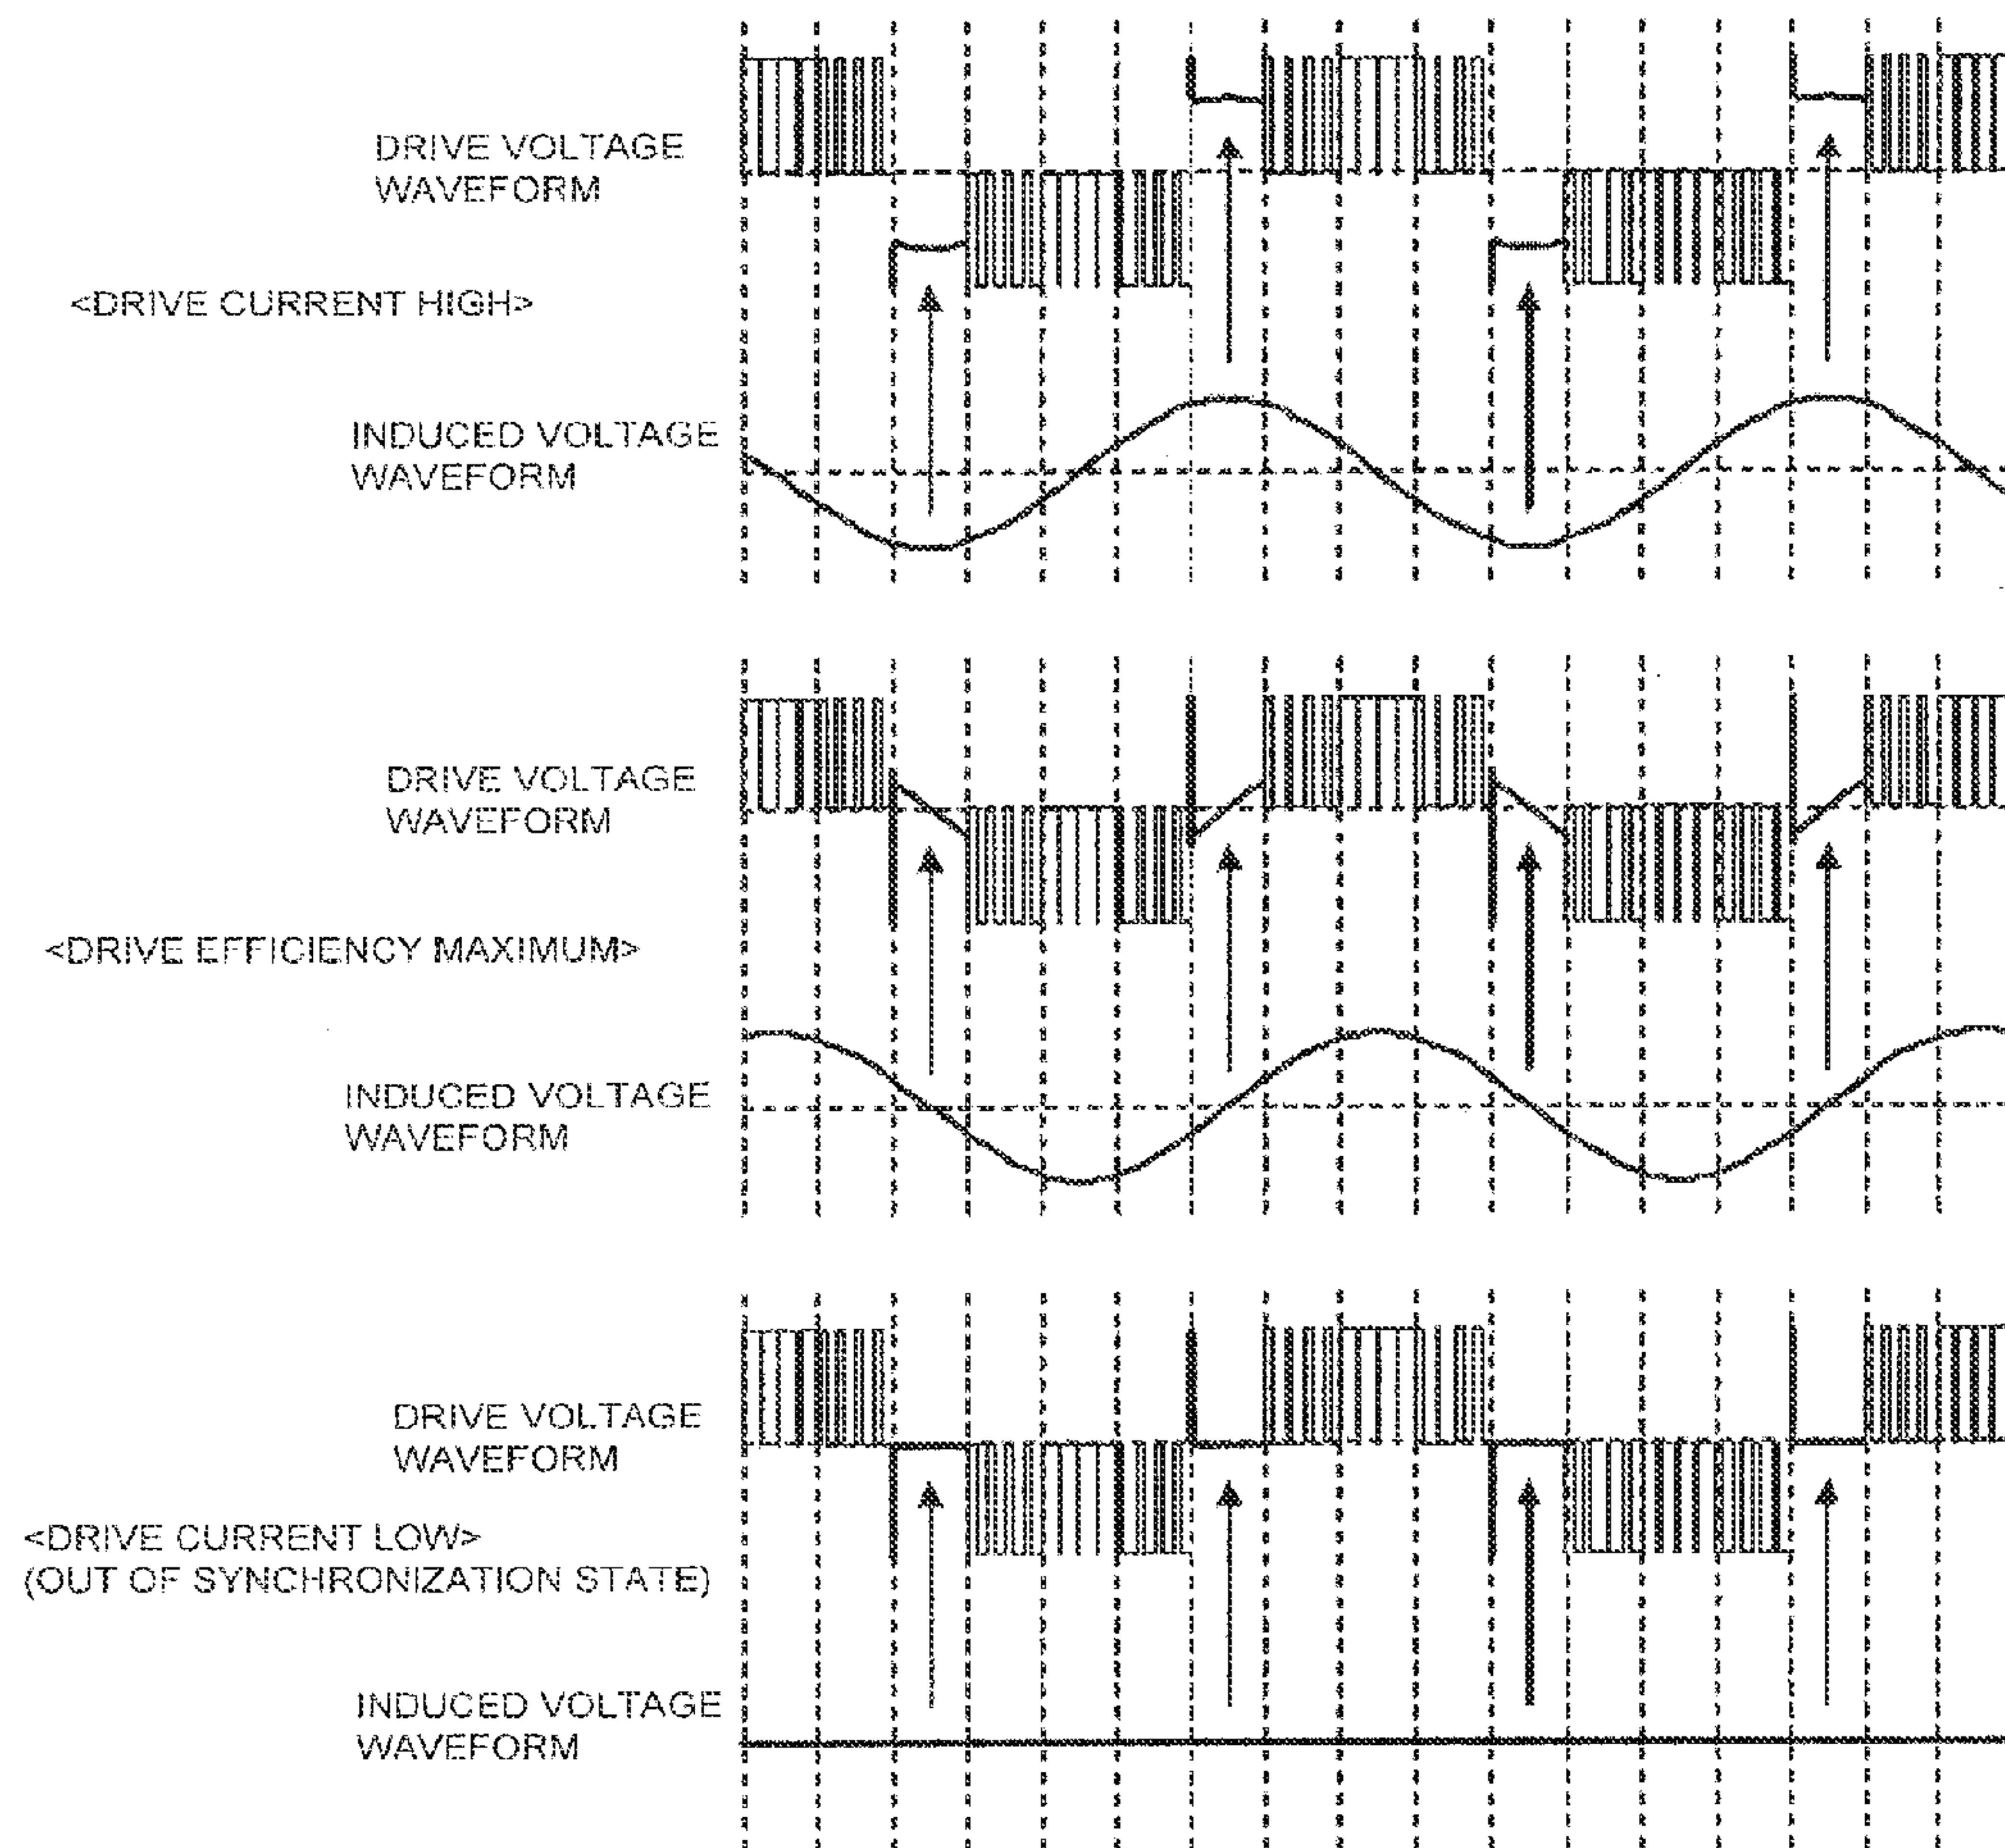 DRIVE VOLTAGE
WAVEFORM
<DRIVE CURRENT HIGH>
INDUCED VOLTAGE
WAVEFORM
DRIVE VOLTAGE
WAVEFORM
<DRIVE EFFICIENCY MAXIMUM>
INDUCED VOLTAGE
WAVEFORM
DRIVE VOLTAGE
WAVEFORM
<DRIVE CURRENT LOW>
(OUT OF SYNCHRONIZATION STATE)
INDUCED VOLTAGE
WAVEFORM